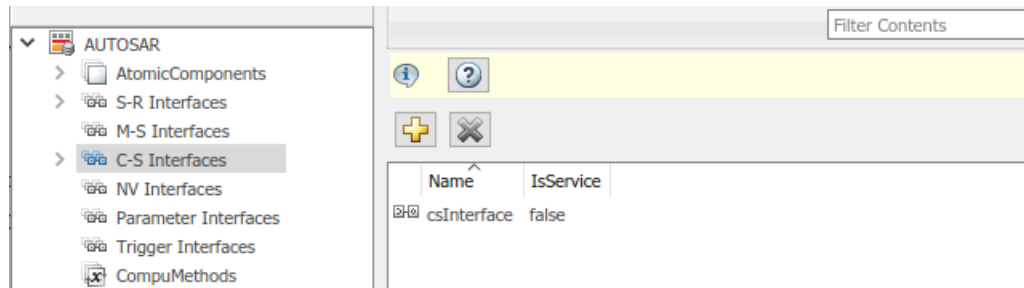 Filter Contents
AUTOSAR
AtomicComponents
S-R Interfaces
M-S Interfaces
C-S Interfaces
NV Interfaces
Parameter Interfaces
Trigger Interfaces
CompuMethods
Name IsService
csInterface false